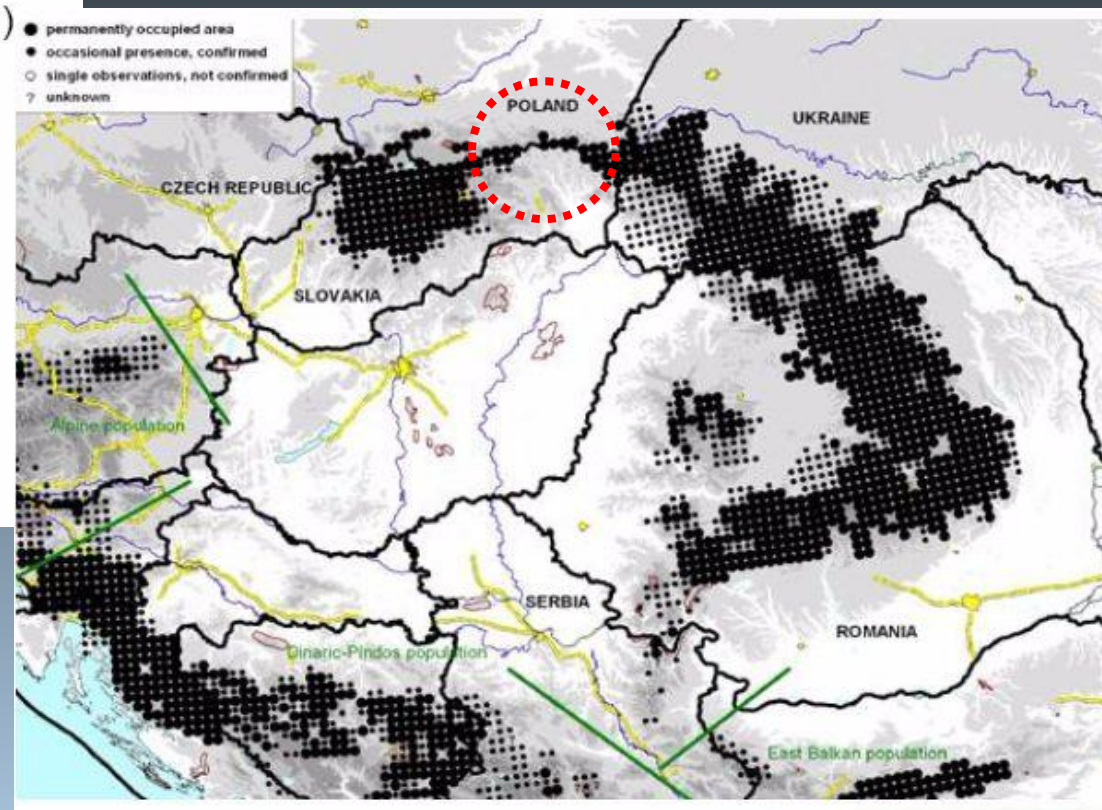 )
permanently occupied area
occasional presence, confirmed
single observations, not confirmed
? unknown
POLAND
UKRAINE
CZECH REPUBLIC
SLOVAKIA
Alpine population
SERBIA
ROMANIA
Dinaric-Pindos population
East Balkan population